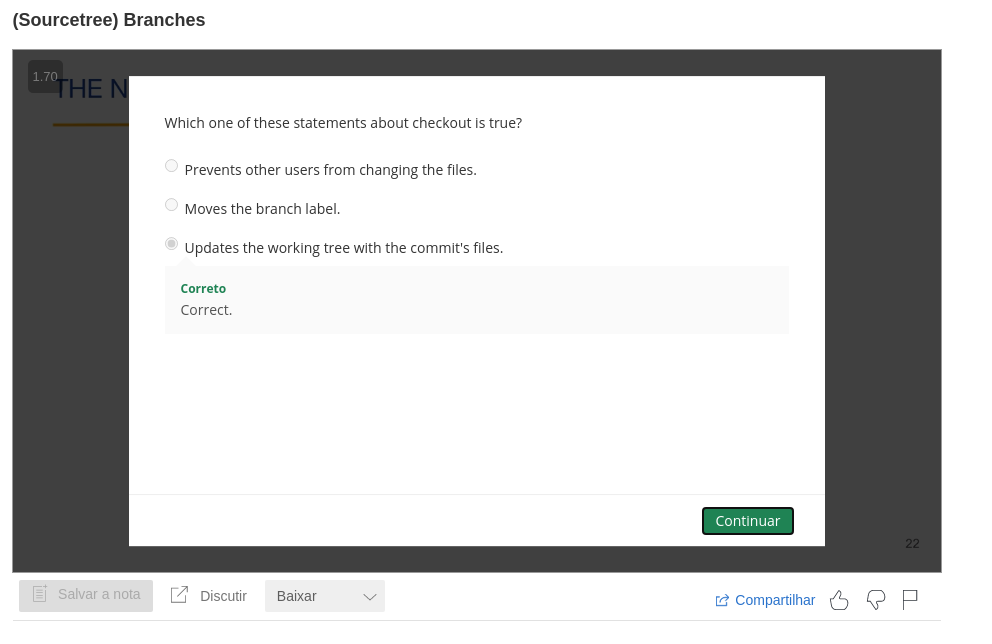 (Sourcetree) Branches
1.70
THE N
Which one of these statements about checkout is true?
Prevents other users from changing the files.
Moves the branch label.
Updates the working tree with the commit's files.
Correto
Correct.
Continuar
22
Salvar a nota
Discutir
Baixar
Compartilhar